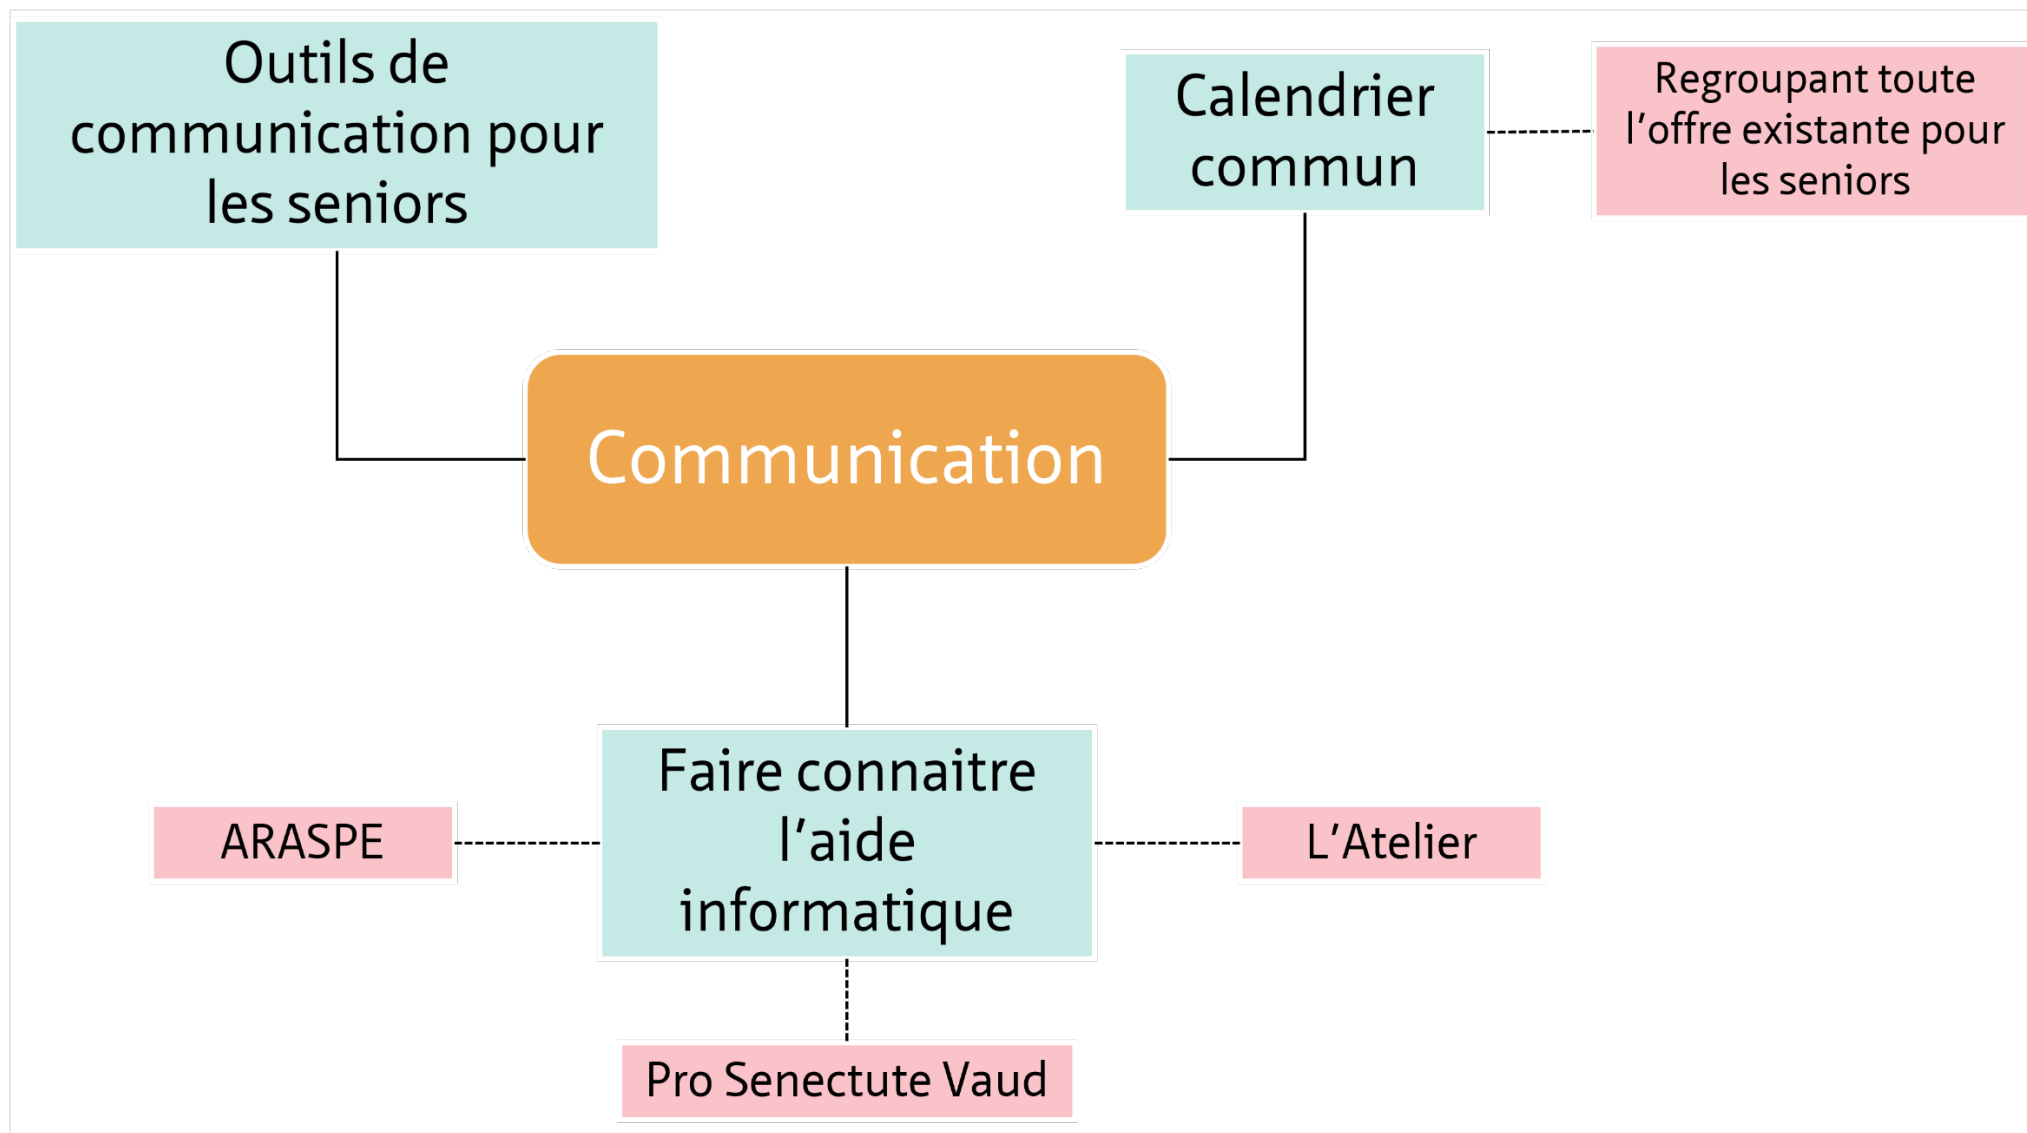 Outils de
communication pour
les seniors
Calendrier
commun
Regroupant toute
l'offre existante pour
les seniors
Communication
Faire connaitre
l'aide
informatique
ARASPE
L'Atelier
Pro Senectute Vaud